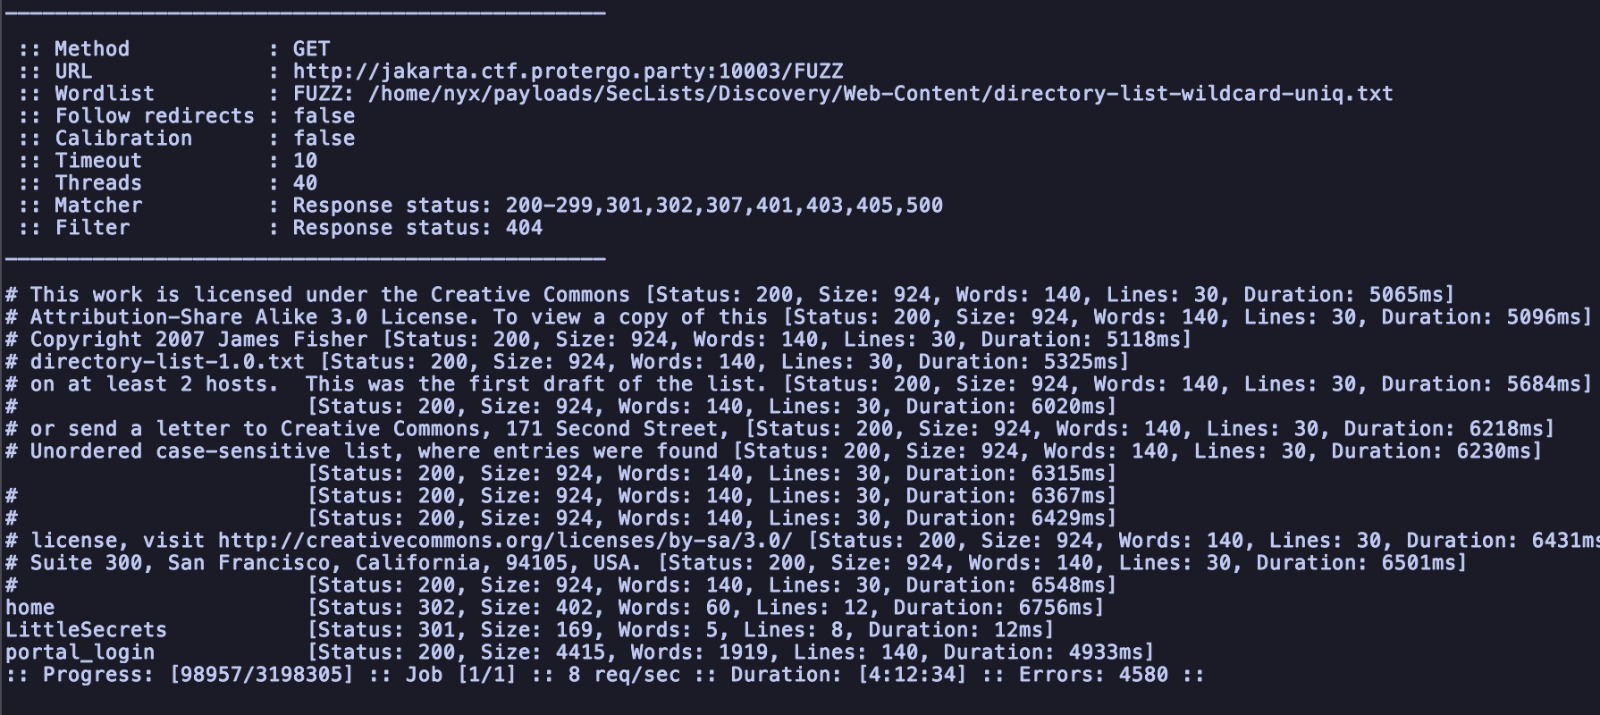 :: Method : GET
:: URL : http://jakarta.ctf.protergo.party:10003/FUZZ
:: Wordlist : FUZZ: /home/nyx/payloads/SecLists/Discovery/Web-Content/directory-list-wildcard-uniq.txt
:: Follow redirects : false
:: Calibration : false
:: Timeout : 10
:: Threads : 40
:: Matcher : Response status: 200-299,301,302,307,401,403,405,500
:: Filter : Response status: 404
# This work is licensed under the Creative Commons [Status: 200, Size: 924, Words: 140, Lines: 30, Duration: 5065ms]
# Attribution-Share Alike 3.0 License. To view a copy of this [Status: 200, Size: 924, Words: 140, Lines: 30, Duration: 5096ms]
# Copyright 2007 James Fisher [Status: 200, Size: 924, Words: 140, Lines: 30, Duration: 5118ms]
# directory-list-1.0.txt [Status: 200, Size: 924, Words: 140, Lines: 30, Duration: 5325ms]
# on at least 2 hosts.  This was the first draft of the list. [Status: 200, Size: 924, Words: 140, Lines: 30, Duration: 5684ms]
# [Status: 200, Size: 924, Words: 140, Lines: 30, Duration: 6020ms]
# or send a letter to Creative Commons, 171 Second Street, [Status: 200, Size: 924, Words: 140, Lines: 30, Duration: 6218ms]
# Unordered case-sensitive list, where entries were found [Status: 200, Size: 924, Words: 140, Lines: 30, Duration: 6230ms]
[Status: 200, Size: 924, Words: 140, Lines: 30, Duration: 6315ms]
# [Status: 200, Size: 924, Words: 140, Lines: 30, Duration: 6367ms]
# [Status: 200, Size: 924, Words: 140, Lines: 30, Duration: 6429ms]
# license, visit http://creativecommons.org/licenses/by-sa/3.0/ [Status: 200, Size: 924, Words: 140, Lines: 30, Duration: 6431ms
# Suite 300, San Francisco, California, 94105, USA. [Status: 200, Size: 924, Words: 140, Lines: 30, Duration: 6501ms]
# [Status: 200, Size: 924, Words: 140, Lines: 30, Duration: 6548ms]
home [Status: 302, Size: 402, Words: 60, Lines: 12, Duration: 6756ms]
LittleSecrets [Status: 301, Size: 169, Words: 5, Lines: 8, Duration: 12ms]
portal_login [Status: 200, Size: 4415, Words: 1919, Lines: 140, Duration: 4933ms]
:: Progress: [98957/3198305] :: Job [1/1] :: 8 req/sec :: Duration: [4:12:34] :: Errors: 4580 ::